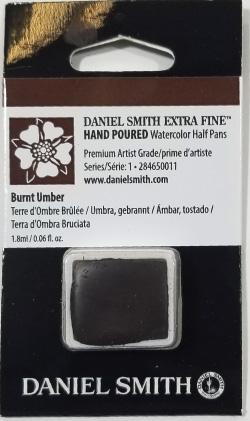 DANIEL SMITH EXTRA FINE™
HAND POURED Watercolor Half Pans
Premium Artist Grade/prime d'artiste
Series/Série: 1 • 284650011
www.danielsmith.com
Burnt Umber
Terre d'Ombre Brûlée / Umbra, gebrannt / Ámbar, tostado /
Terra d'Ombra Bruciata
1.8ml / 0.06 fl. oz.
DANIEL SMITH